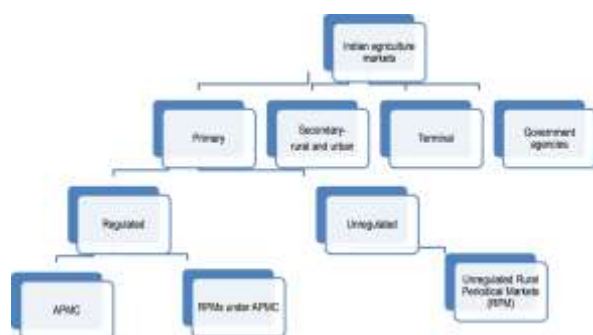 Indian agriculture
markets
Primary
Secondary-
rural and urban
Terminal
Government
agencies
Regulated
Unregulated
APMC
RPMs under APMC
Unregulated Rural
Periodical Markets
(RPM)